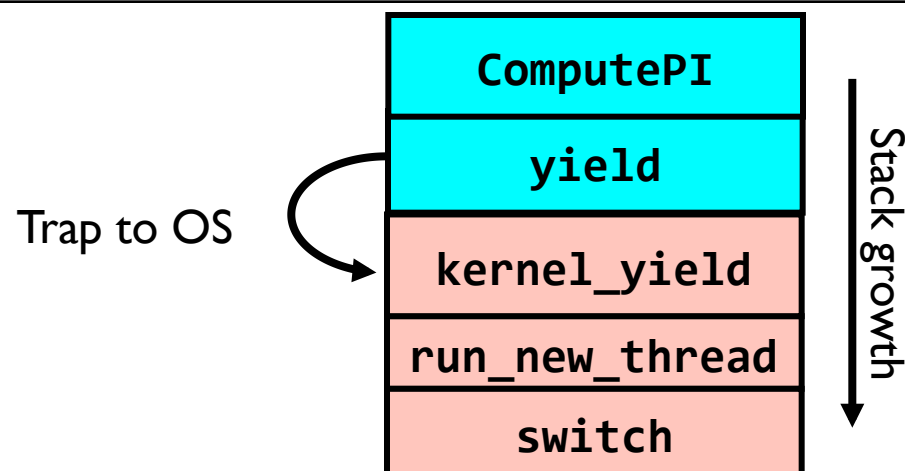 ComputePI
yield
Trap to OS
kernel_yield
run_new_thread
switch
Stack growth